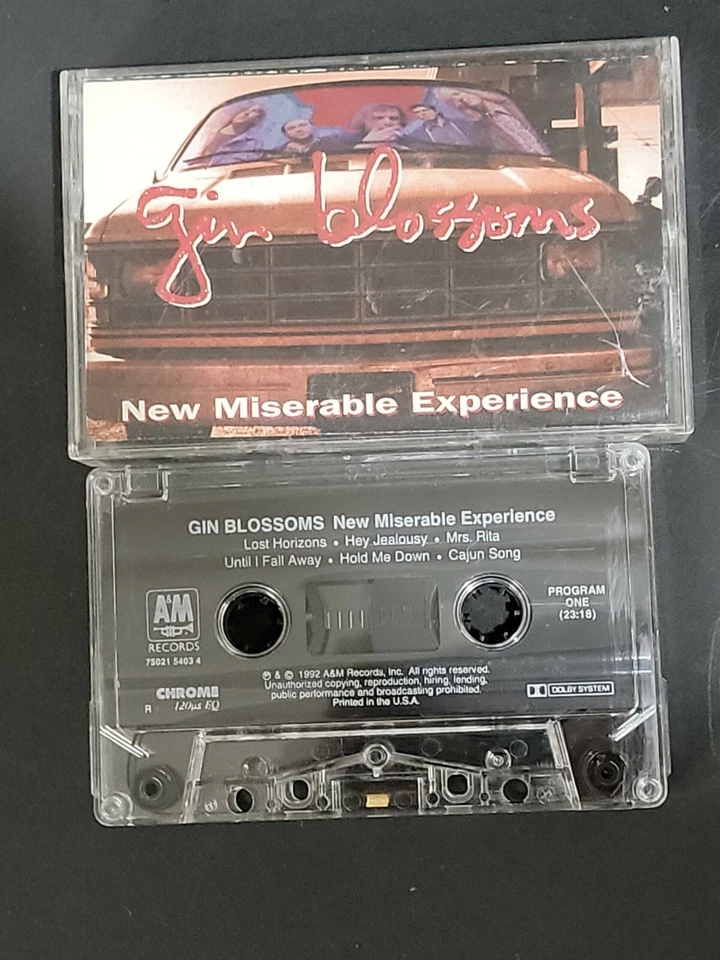 gin blossoms
New Miserable Experience
GIN BLOSSOMS New Miserable Experience
Lost Horizons • Hey Jealousy • Mrs. Rita
Until I Fall Away • Hold Me Down • Cajun Song
A&M
RECORDS
75021 5403 4
PROGRAM
ONE
(23:18)
℗ & © 1992 A&M Records, Inc. All rights reserved.
Unauthorized copying, reproduction, hiring, lending,
public performance and broadcasting prohibited.
Printed in the U.S.A.
R
CHROME
120μs EQ
DOLBY SYSTEM